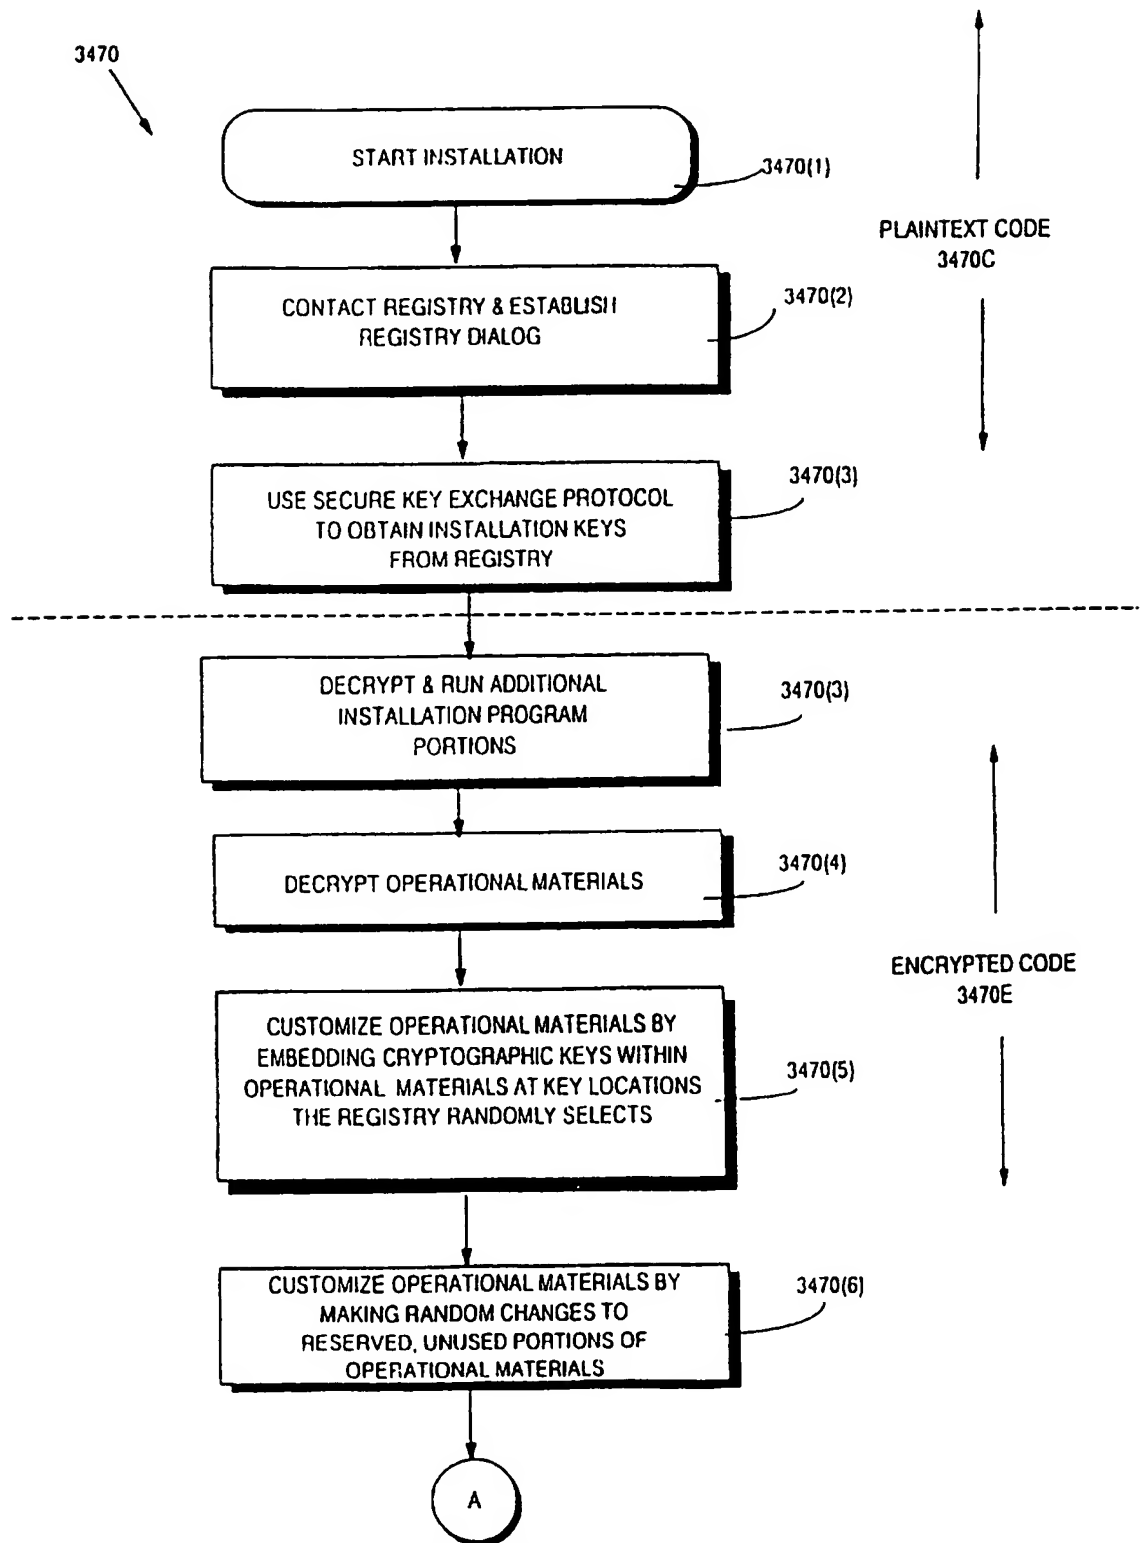 3470
START INSTALLATION
3470(1)
PLAINTEXT CODE
3470C
CONTACT REGISTRY & ESTABLISH
REGISTRY DIALOG
3470(2)
USE SECURE KEY EXCHANGE PROTOCOL
TO OBTAIN INSTALLATION KEYS
FROM REGISTRY
3470(3)
DECRYPT & RUN ADDITIONAL
INSTALLATION PROGRAM
PORTIONS
3470(3)
DECRYPT OPERATIONAL MATERIALS
3470(4)
ENCRYPTED CODE
3470E
CUSTOMIZE OPERATIONAL MATERIALS BY
EMBEDDING CRYPTOGRAPHIC KEYS WITHIN
OPERATIONAL MATERIALS AT KEY LOCATIONS
THE REGISTRY RANDOMLY SELECTS
3470(5)
CUSTOMIZE OPERATIONAL MATERIALS BY
MAKING RANDOM CHANGES TO
RESERVED, UNUSED PORTIONS OF
OPERATIONAL MATERIALS
3470(6)
A